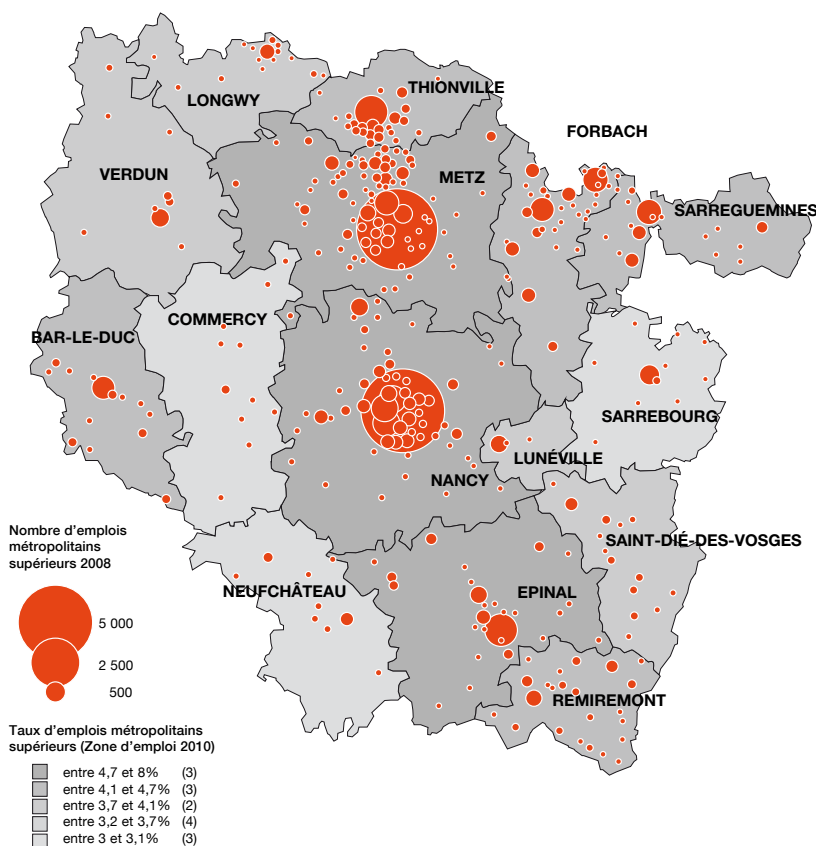 LONGWY
THIONVILLE
FORBACH
VERDUN
METZ
SARREGUEMINES
COMMERCY
BAR-LE-DUC
SARREBOURG
LUNÉVILLE
NANCY
SAINT-DIÉ-DES-VOSGES
NEUFCHÂTEAU
EPINAL
REMIREMONT
Nombre d'emplois
métropolitains
supérieurs 2008
5 000
2 500
500
Taux d'emplois métropolitains
supérieurs (Zone d'emploi 2010)
entre 4,7 et 8% (3)
entre 4,1 et 4,7% (3)
entre 3,7 et 4,1% (2)
entre 3,2 et 3,7% (4)
entre 3 et 3,1% (3)